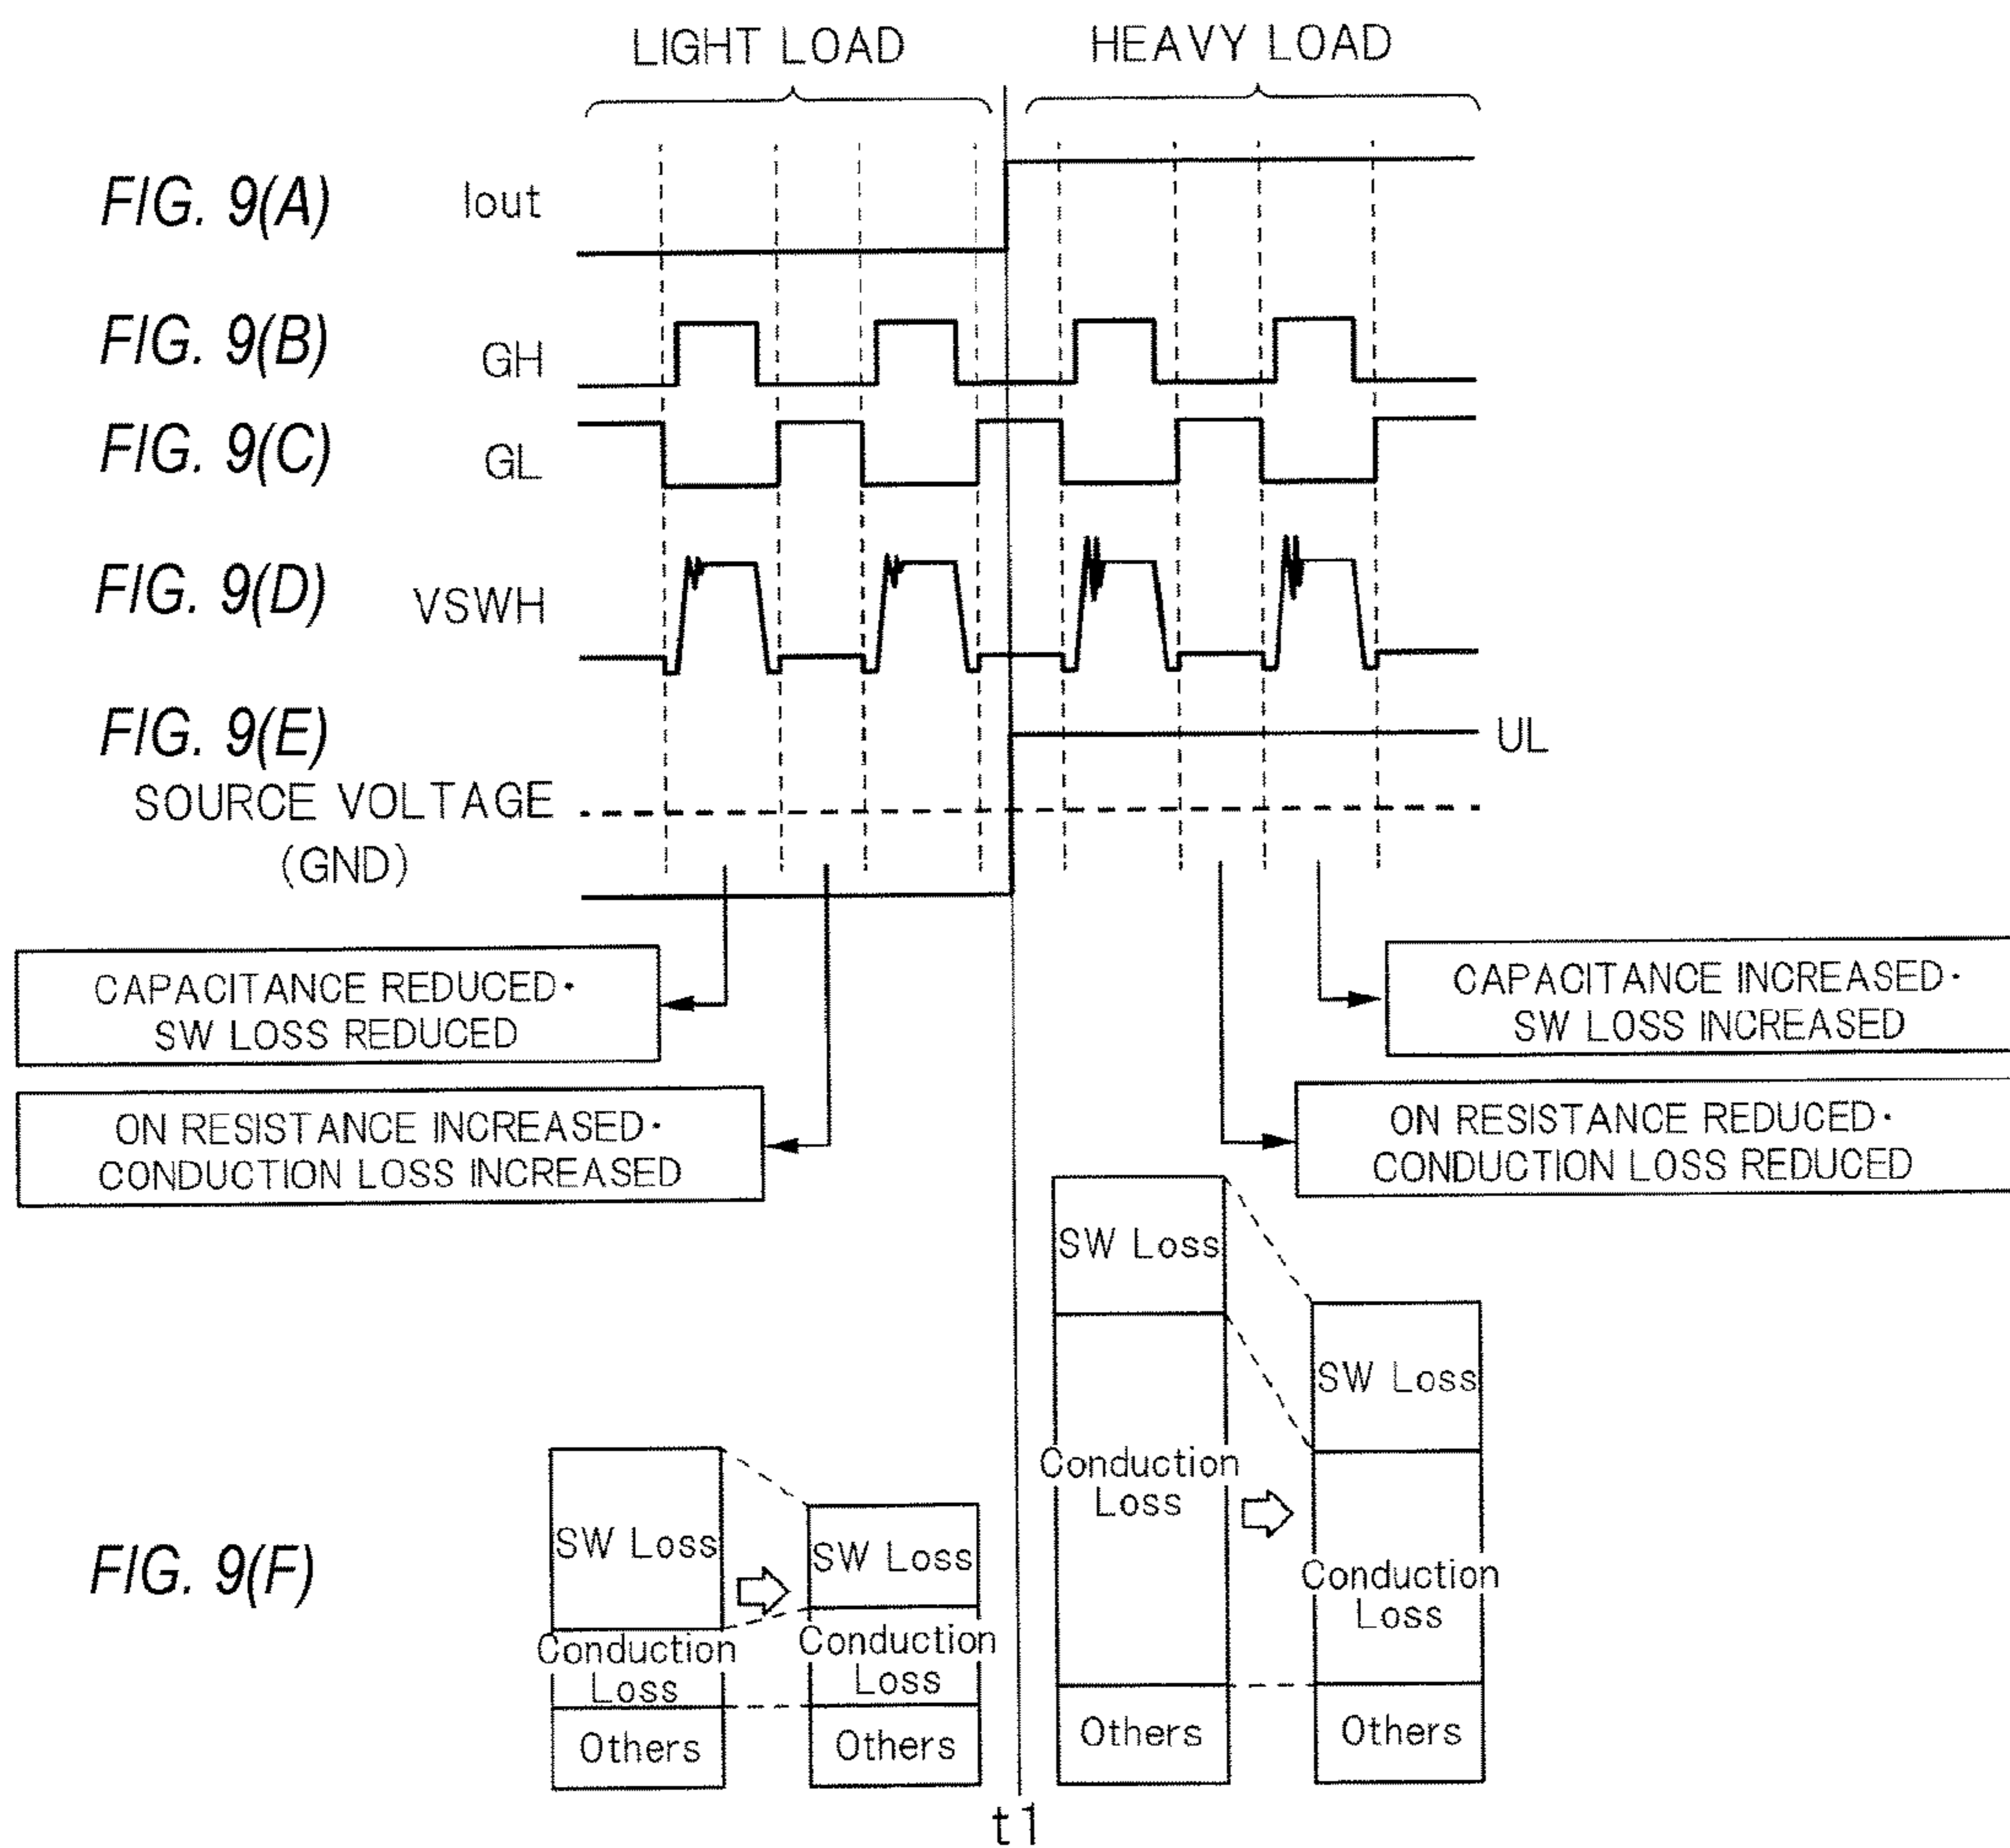 LIGHT LOAD
HEAVY LOAD
FIG. 9(A)
Iout
FIG. 9(B)
GH
FIG. 9(C)
GL
FIG. 9(D)
VSWH
FIG. 9(E)
UL
SOURCE VOLTAGE
(GND)
CAPACITANCE REDUCED·
SW LOSS REDUCED
CAPACITANCE INCREASED·
SW LOSS INCREASED
ON RESISTANCE INCREASED·
CONDUCTION LOSS INCREASED
ON RESISTANCE REDUCED·
CONDUCTION LOSS REDUCED
FIG. 9(F)
SW Loss
Conduction
Loss
Others
SW Loss
Conduction
Loss
Others
SW Loss
Conduction
Loss
Others
SW Loss
Conduction
Loss
Others
t1